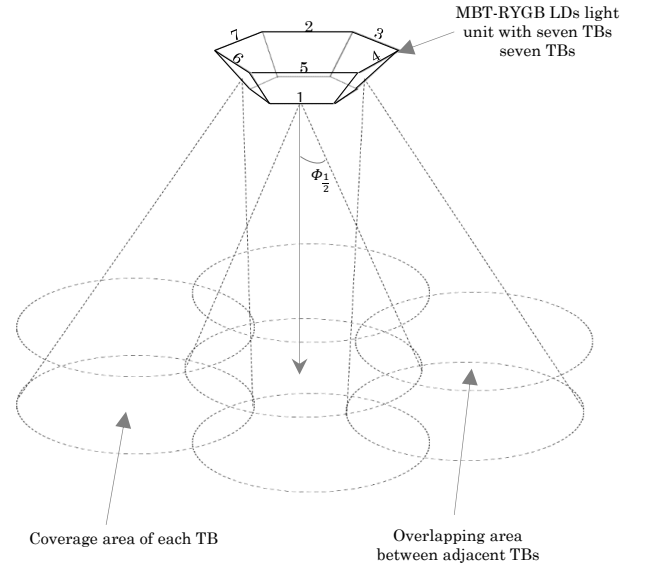 MBT-RYGB LDs light
unit with seven TBs
seven TBs
7
2
3
6
5
4
1
Φ1/2
Coverage area of each TB
Overlapping area
between adjacent TBs